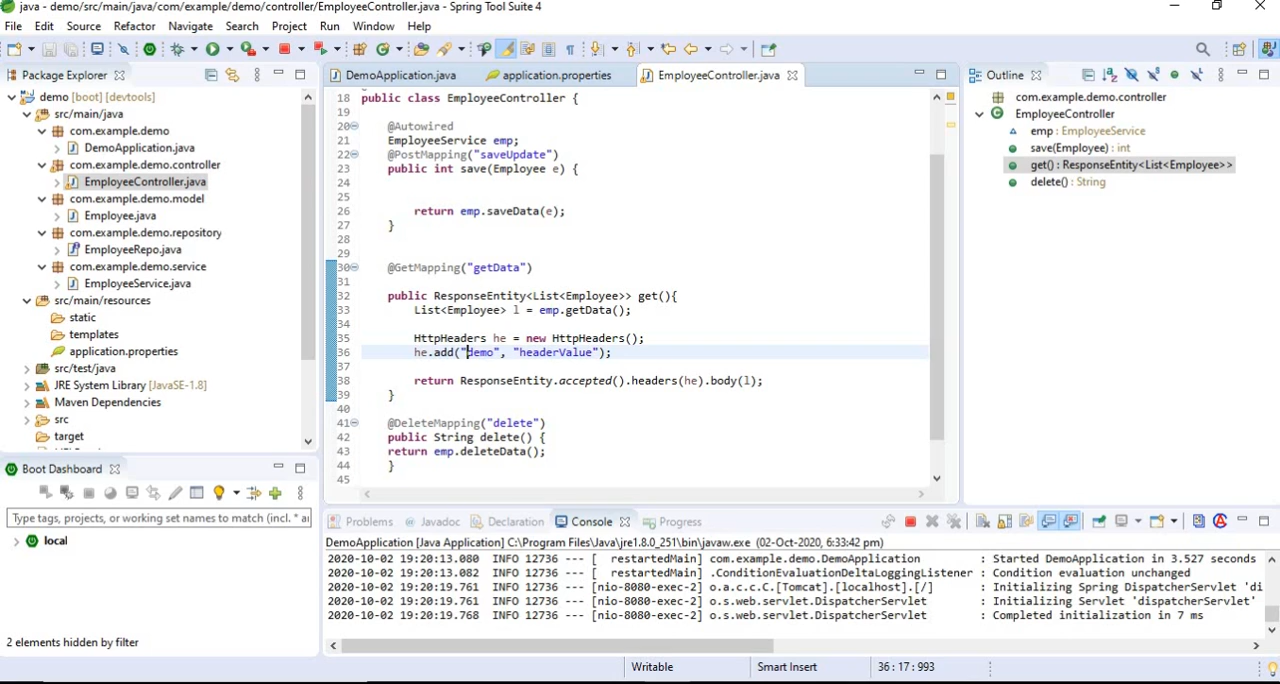 java - demo/src/main/java/com/example/demo/controller/EmployeeController.java - Spring Tool Suite 4
File Edit Source Refactor Navigate Search Project Run Window Help
Package Explorer
demo [boot] [devtools]
src/main/java
com.example.demo
DemoApplication.java
com.example.demo.controller
EmployeeController.java
com.example.demo.model
Employee.java
com.example.demo.repository
EmployeeRepo.java
com.example.demo.service
EmployeeService.java
src/main/resources
static
templates
application.properties
src/test/java
JRE System Library [JavaSE-1.8]
Maven Dependencies
src
target
Boot Dashboard
Type tags, projects, or working set names to match (incl. * a
local
2 elements hidden by filter
DemoApplication.java application.properties EmployeeController.java
18 public class EmployeeController {
19
20 @Autowired
21 EmployeeService emp;
22 @PostMapping("saveUpdate")
23 public int save(Employee e) {
24
25
26 return emp.saveData(e);
27 }
28
29
30 @GetMapping("getData")
31
32 public ResponseEntity<List<Employee>> get(){
33 List<Employee> l = emp.getData();
34
35 HttpHeaders he = new HttpHeaders();
36 he.add("demo", "headerValue");
37
38 return ResponseEntity.accepted().headers(he).body(l);
39 }
40
41 @DeleteMapping("delete")
42 public String delete() {
43 return emp.deleteData();
44 }
45
Outline
com.example.demo.controller
EmployeeController
emp : EmployeeService
save(Employee) : int
get() : ResponseEntity<List<Employee>>
delete() : String
Problems Javadoc Declaration Console Progress
DemoApplication [Java Application] C:\Program Files\Java\jre1.8.0_251\bin\javaw.exe (02-Oct-2020, 6:33:42 pm)
2020-10-02 19:20:13.080 INFO 12736 --- [ restartedMain] com.example.demo.DemoApplication : Started DemoApplication in 3.527 seconds
2020-10-02 19:20:13.082 INFO 12736 --- [ restartedMain] .ConditionEvaluationDeltaLoggingListener : Condition evaluation unchanged
2020-10-02 19:20:19.761 INFO 12736 --- [nio-8080-exec-2] o.a.c.c.C.[Tomcat].[localhost].[/] : Initializing Spring DispatcherServlet 'di
2020-10-02 19:20:19.761 INFO 12736 --- [nio-8080-exec-2] o.s.web.servlet.DispatcherServlet : Initializing Servlet 'dispatcherServlet'
2020-10-02 19:20:19.768 INFO 12736 --- [nio-8080-exec-2] o.s.web.servlet.DispatcherServlet : Completed initialization in 7 ms
Writable Smart Insert 36 : 17 : 993